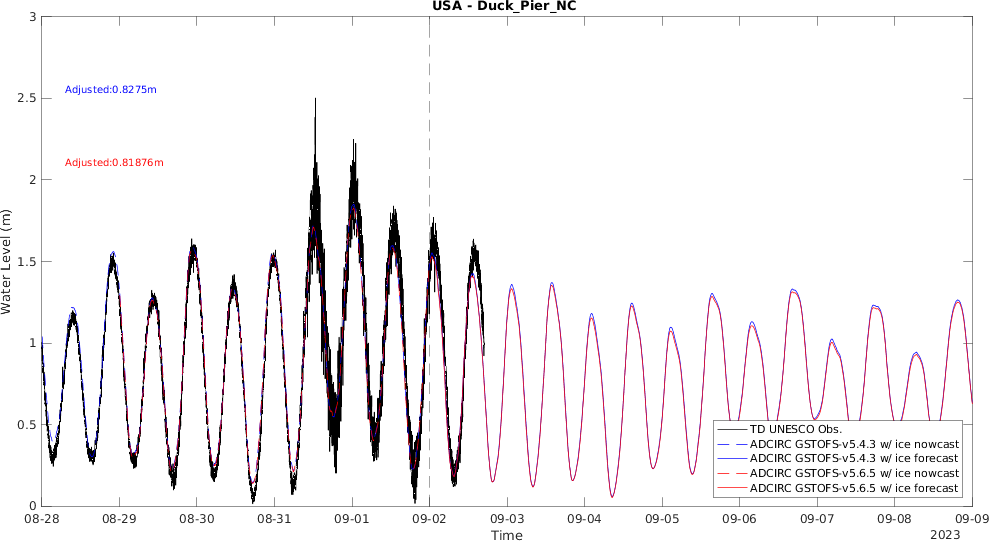 USA - Duck_Pier_NC
3
2.5
2
1.5
1
0.5
0
Water Level (m)
Adjusted:0.8275m
Adjusted:0.81876m
TD UNESCO Obs.
ADCIRC GSTOFS-v5.4.3 w/ ice nowcast
ADCIRC GSTOFS-v5.4.3 w/ ice forecast
ADCIRC GSTOFS-v5.6.5 w/ ice nowcast
ADCIRC GSTOFS-v5.6.5 w/ ice forecast
08-28 08-29 08-30 08-31 09-01 09-02 09-03 09-04 09-05 09-06 09-07 09-08 09-09
Time
2023